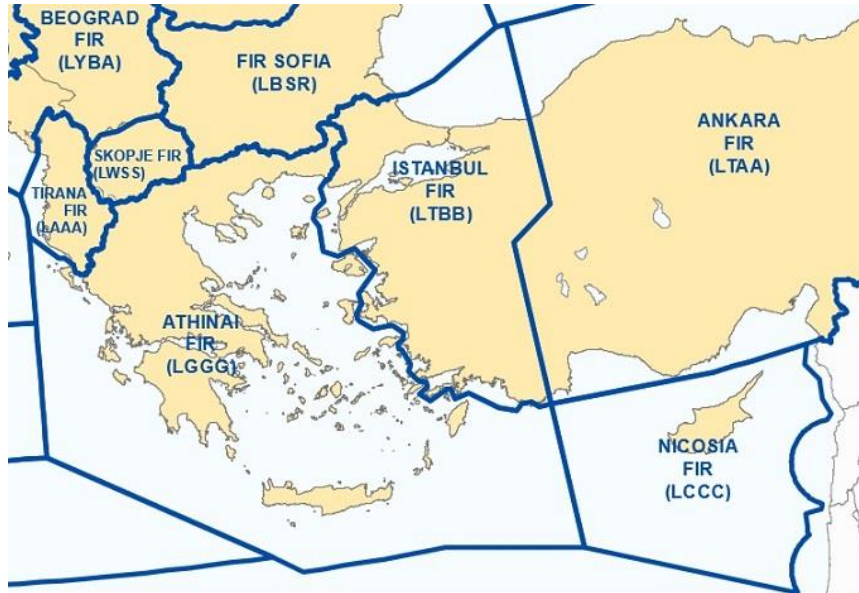 BEOGRAD
FIR
(LYBA)
FIR SOFIA
(LBSR)
ANKARA
FIR
(LTAA)
SKOPJE FIR
(LWSS)
ISTANBUL
FIR
(LTBB)
TIRANA
FIR
(LAAA)
ATHINAI
FIR
(LGGG)
NICOSIA
FIR
(LCCC)